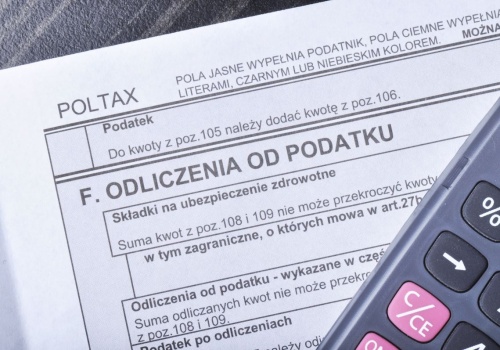 POLTAX
POLA JASNE WYPEŁNIA PODATNIK, POLA CIEMNE WYPEŁNIA
LITERAMI, CZARNYM LUB NIEBIESKIM KOLOREM.
Podatek
Do kwoty z poz.105 należy dodać kwotę z poz.106.
F. ODLICZENIA OD PODATKU
Składki na ubezpieczenie zdrowotne
Suma kwot z poz.108 i 109 nie może przekroczyć kwoty
w tym zagraniczne, o których mowa w art.27b
Odliczenia od podatku - wykazane w
Suma odliczanych kwot nie może
z poz.108 i 109.
Podatek po odliczeniach
%
→
C/CE